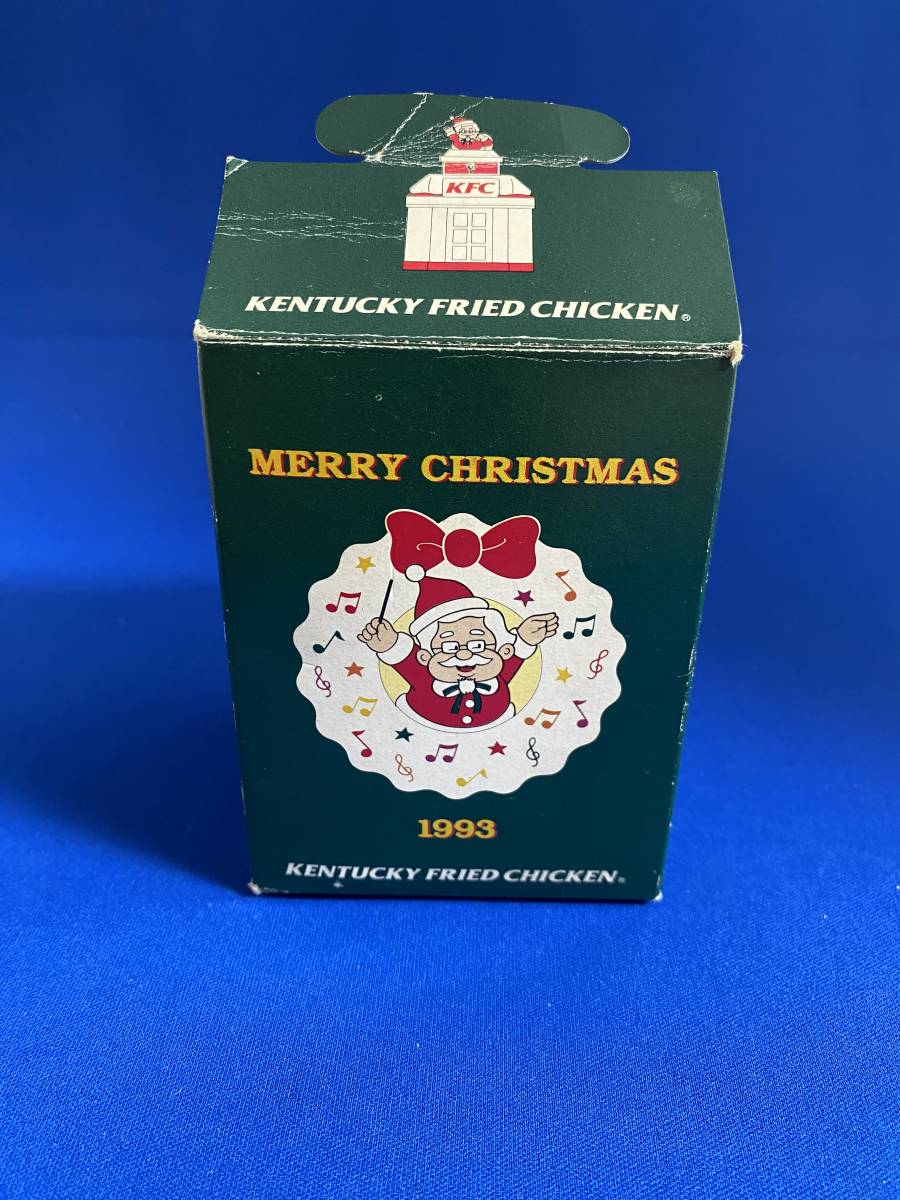 KFC
KENTUCKY FRIED CHICKEN®
MERRY CHRISTMAS
1993
KENTUCKY FRIED CHICKEN®